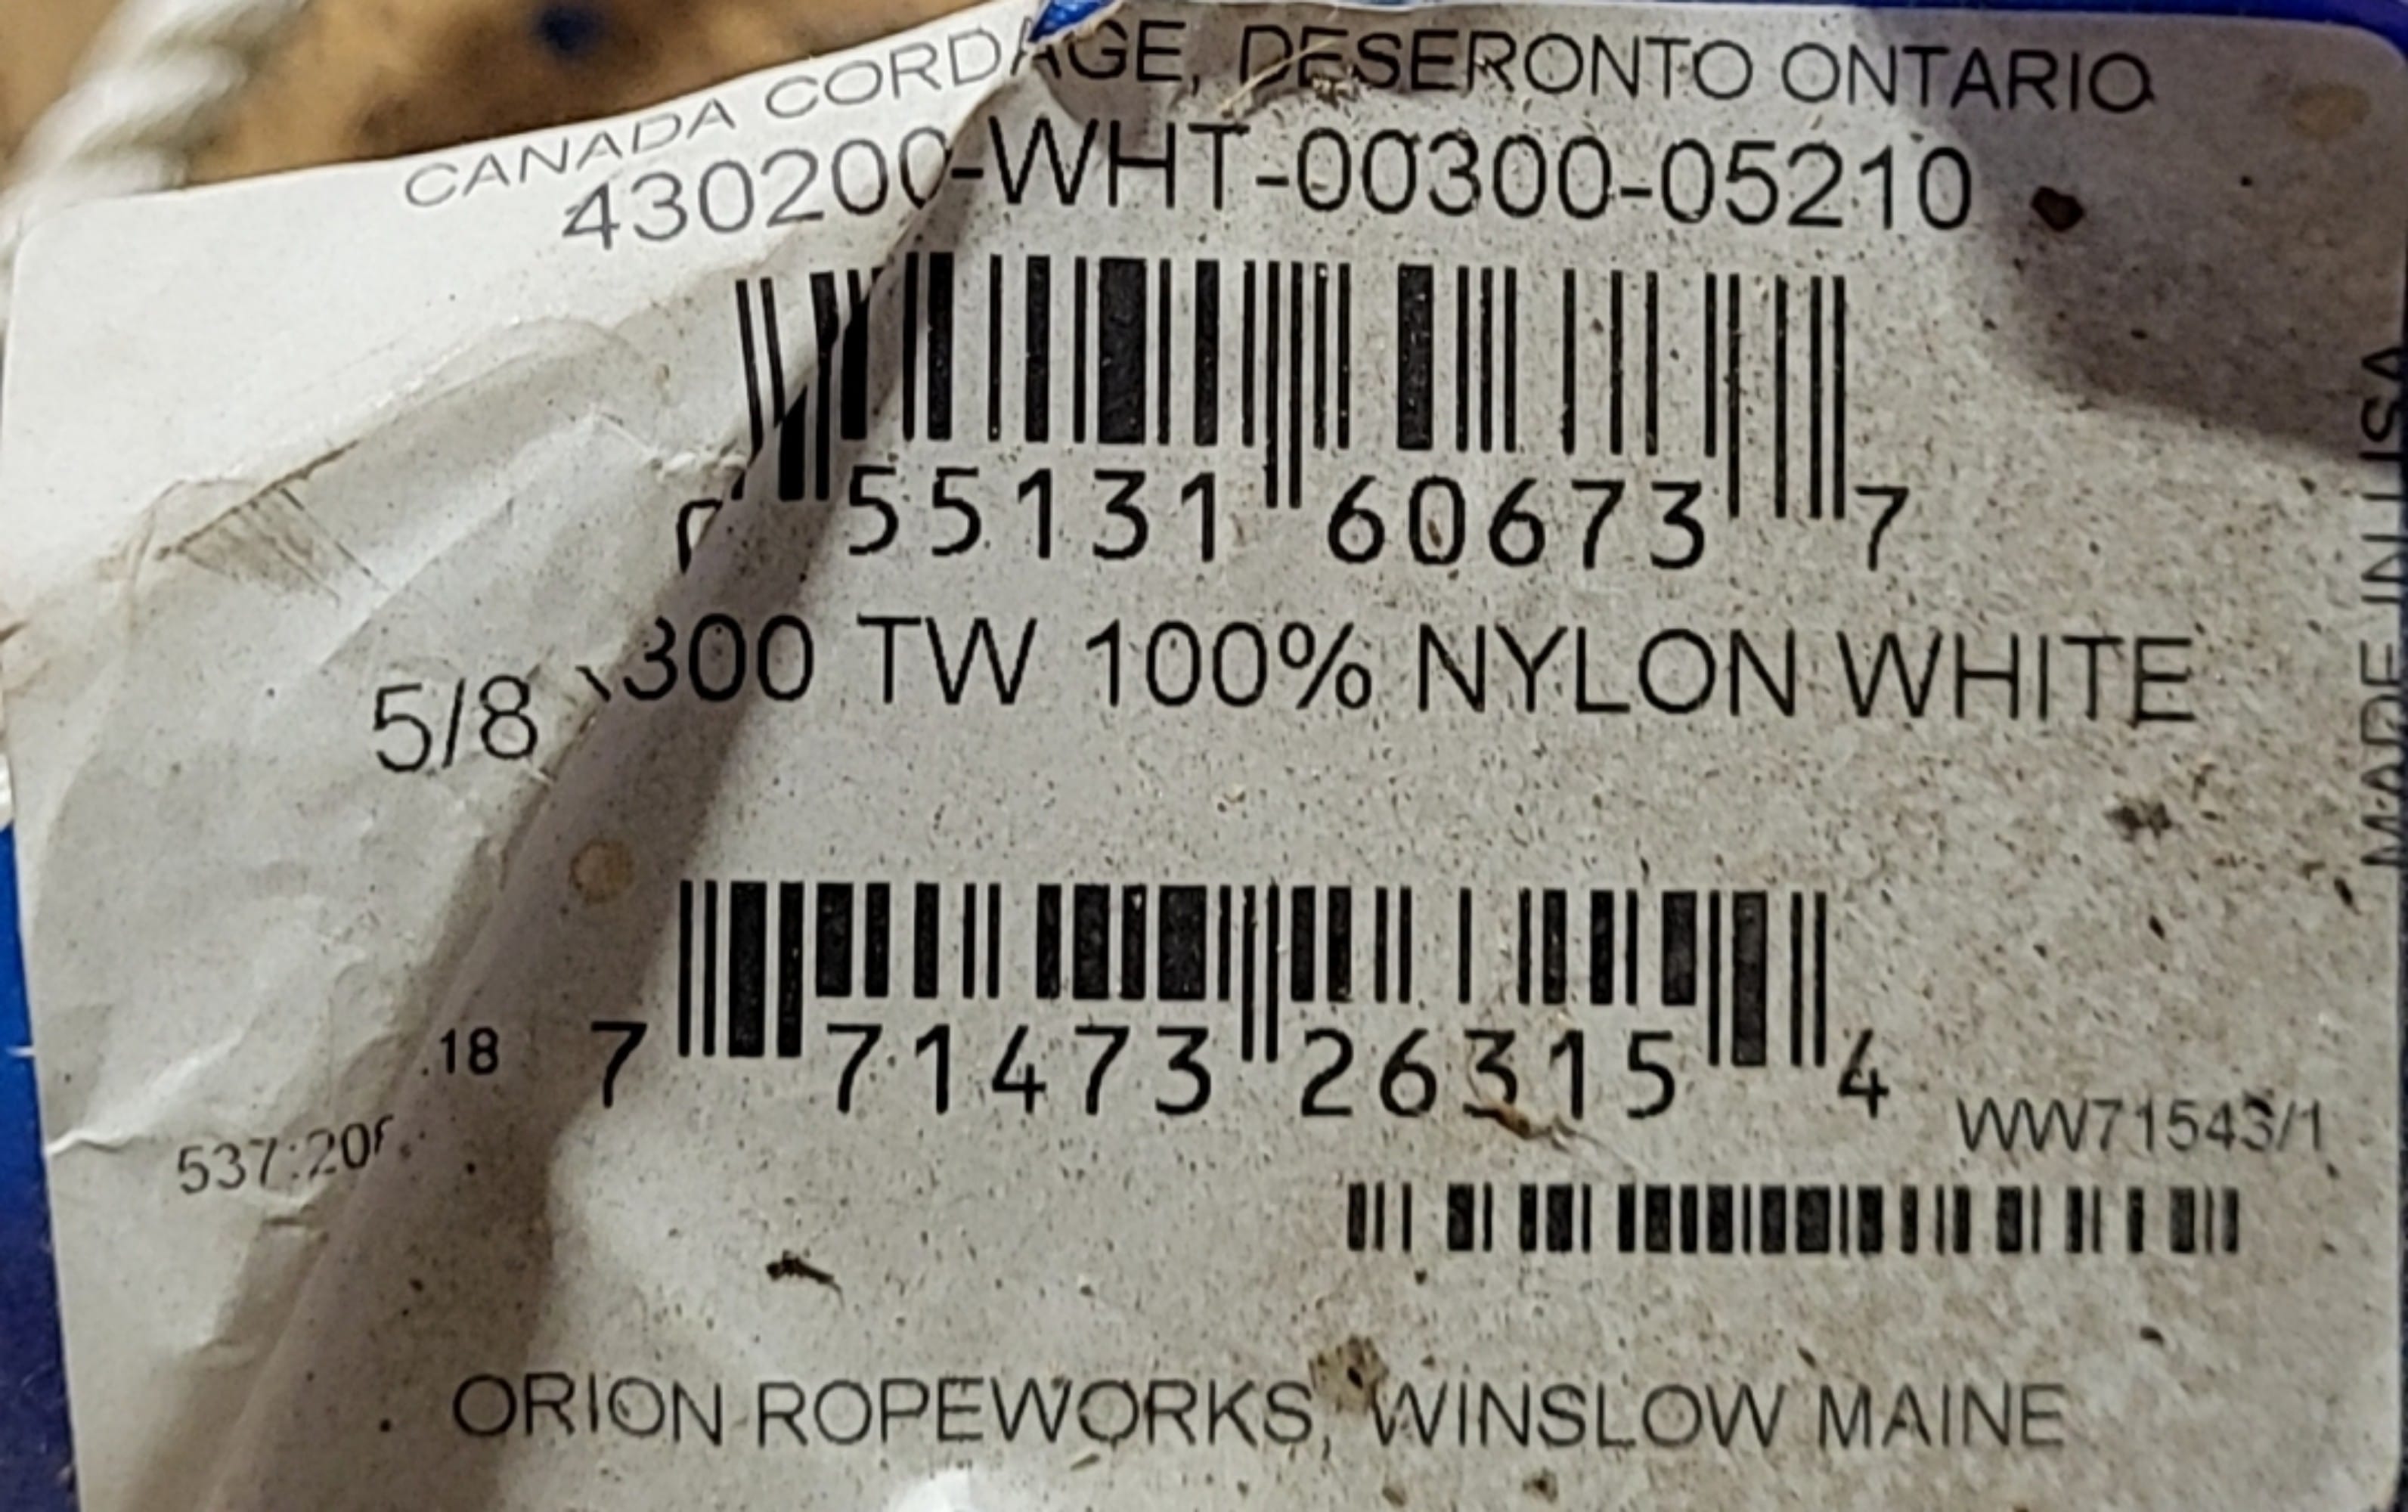 CANADA CORDAGE, DESERONTO ONTARIO
430200-WHT-00300-05210
55131 60673 7
5/8 300 TW 100% NYLON WHITE
MADE IN USA
.18 7 71473 26315 4
WW71543/1
ORION ROPEWORKS, WINSLOW MAINE